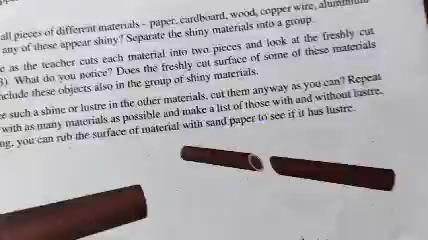 all pieces of different materials - paper, cardboard, wood, copper wire, aluminium
any of these appear shiny? Separate the shiny materials into a group.
e as the teacher cuts each material into two pieces and look at the freshly cut
3). What do you notice? Does the freshly cut surface of some of these materials
nclude these objects also in the group of shiny materials.
e such a shine or lustre in the other materials, cut them anyway as you can? Repeat
with as many materials as possible and make a list of those with and without lustre.
ng, you can rub the surface of material with sand paper to see if it has lustre.